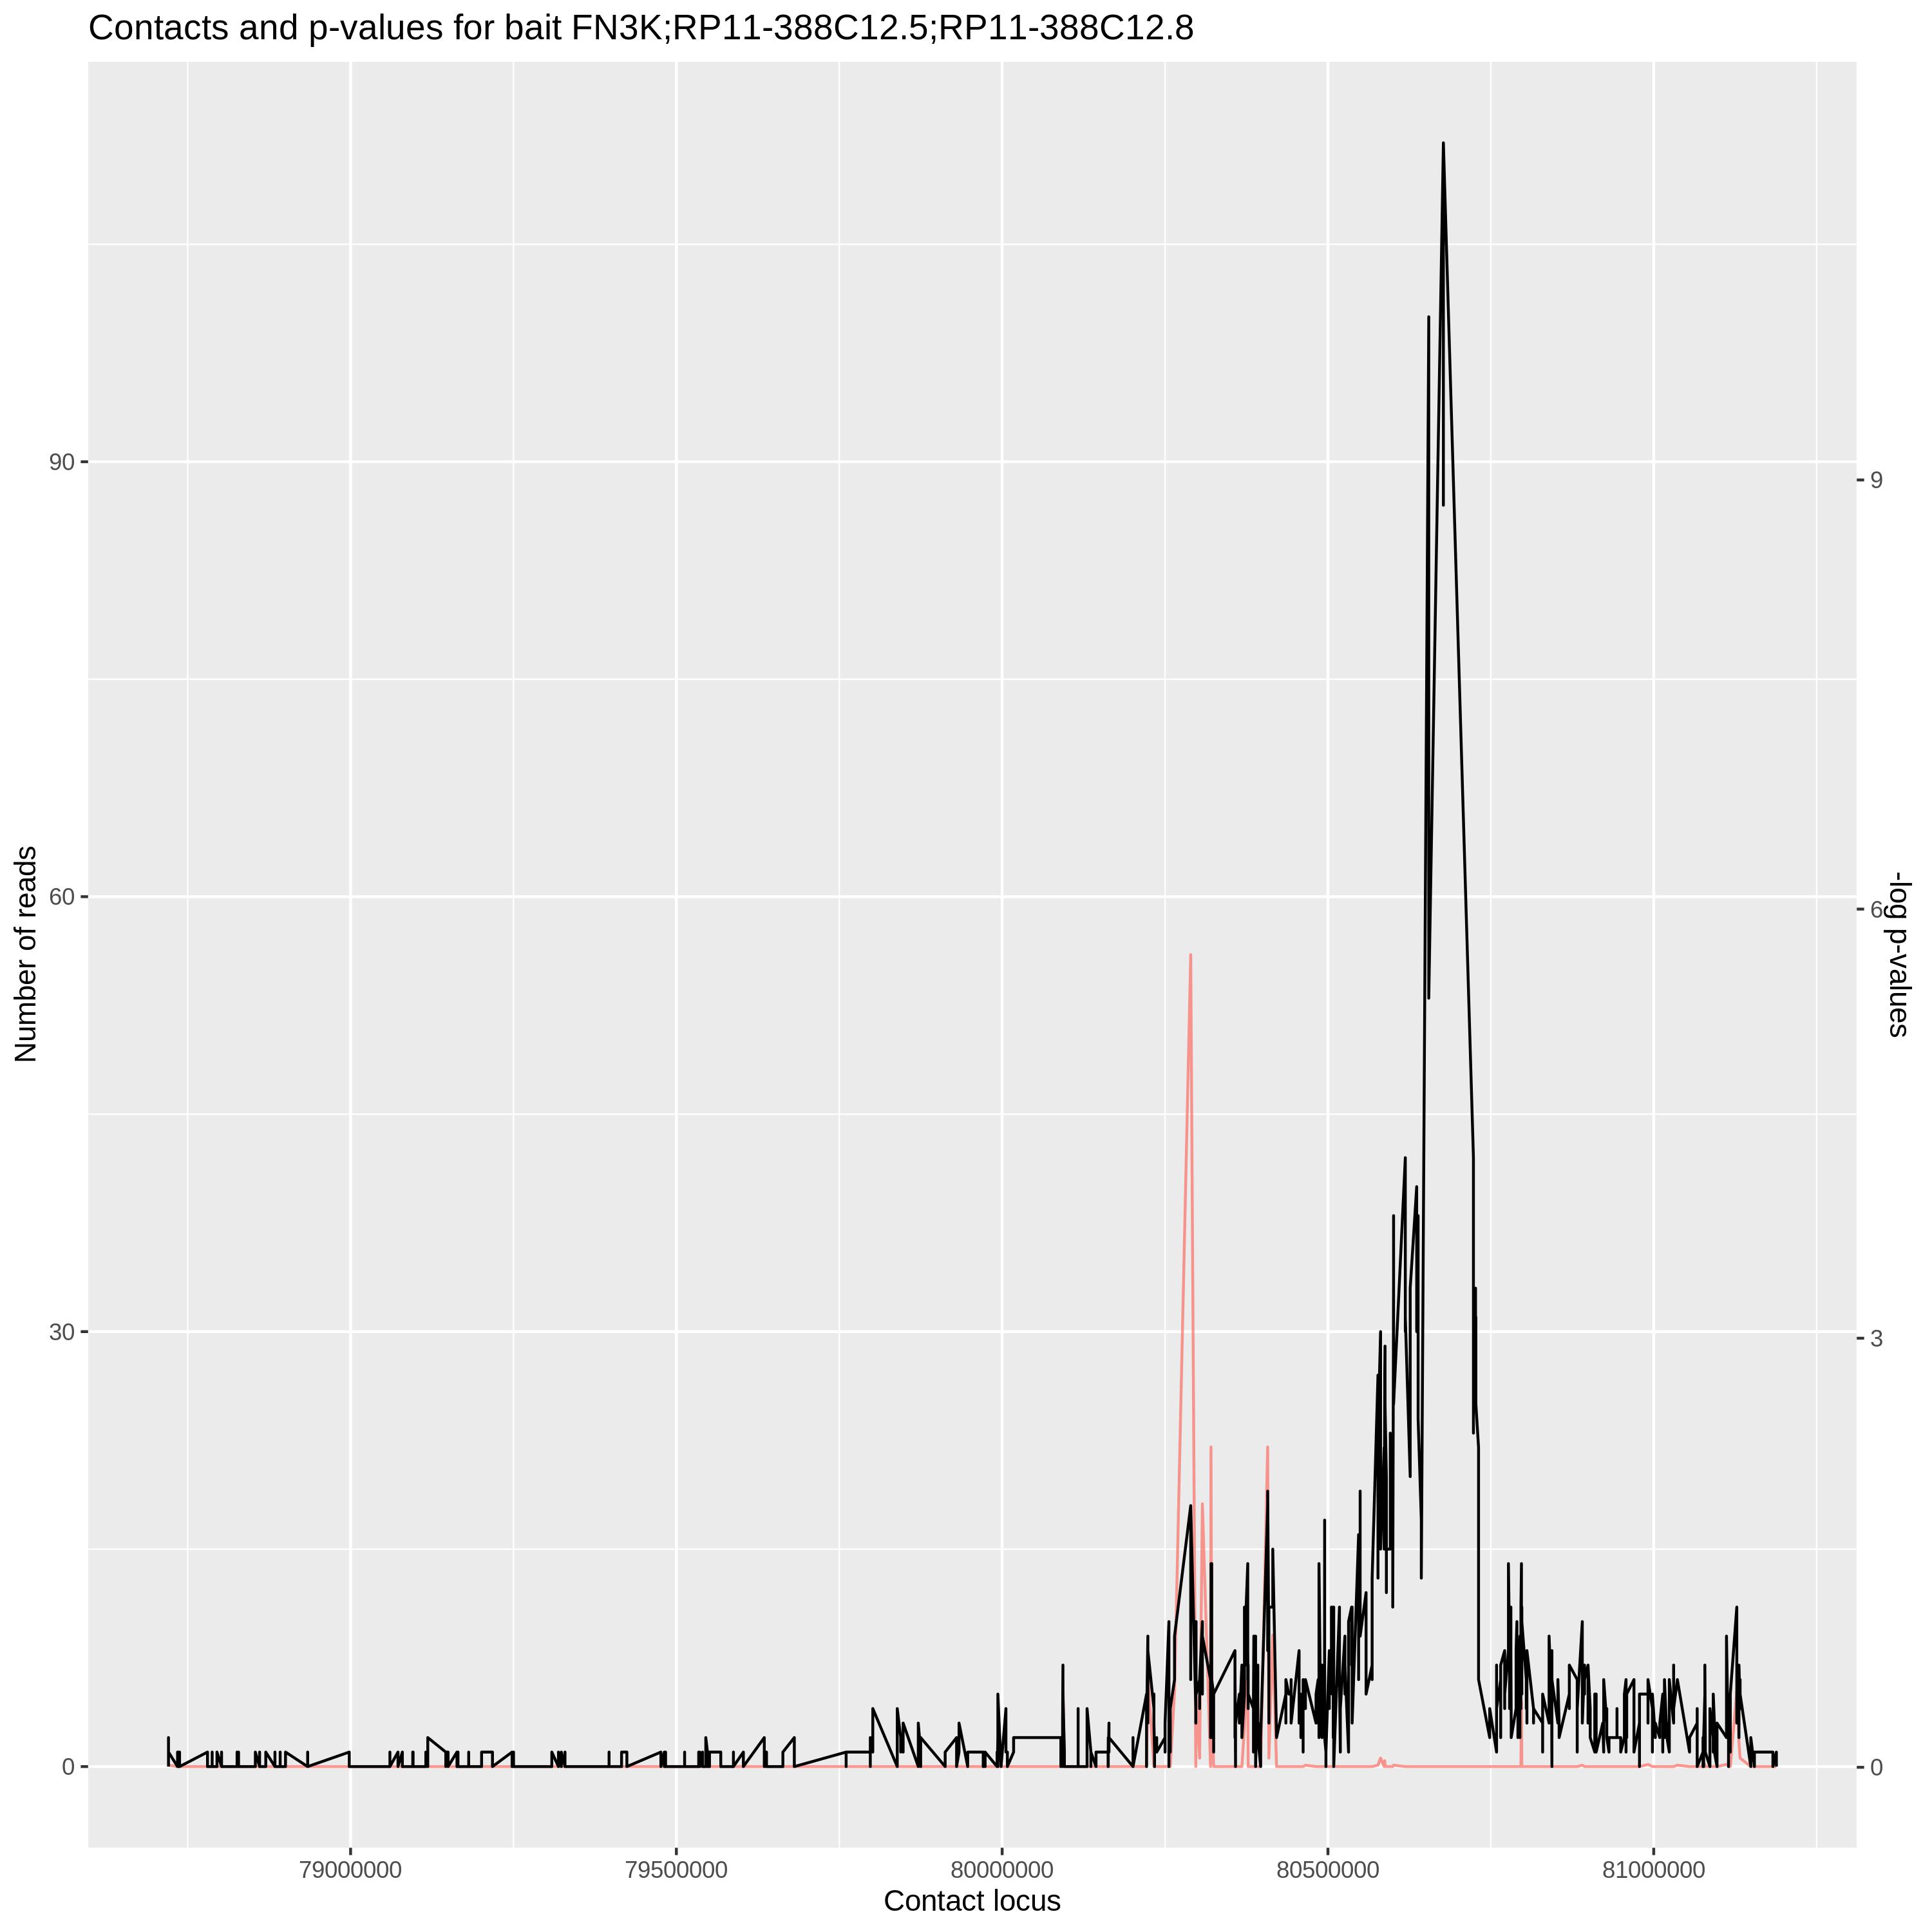 Contacts and p-values for bait FN3K;RP11-388C12.5;RP11-388C12.8
90
60
30
0
Number of reads
9
6
3
0
-log p-values
79000000 79500000 80000000 80500000 81000000
Contact locus